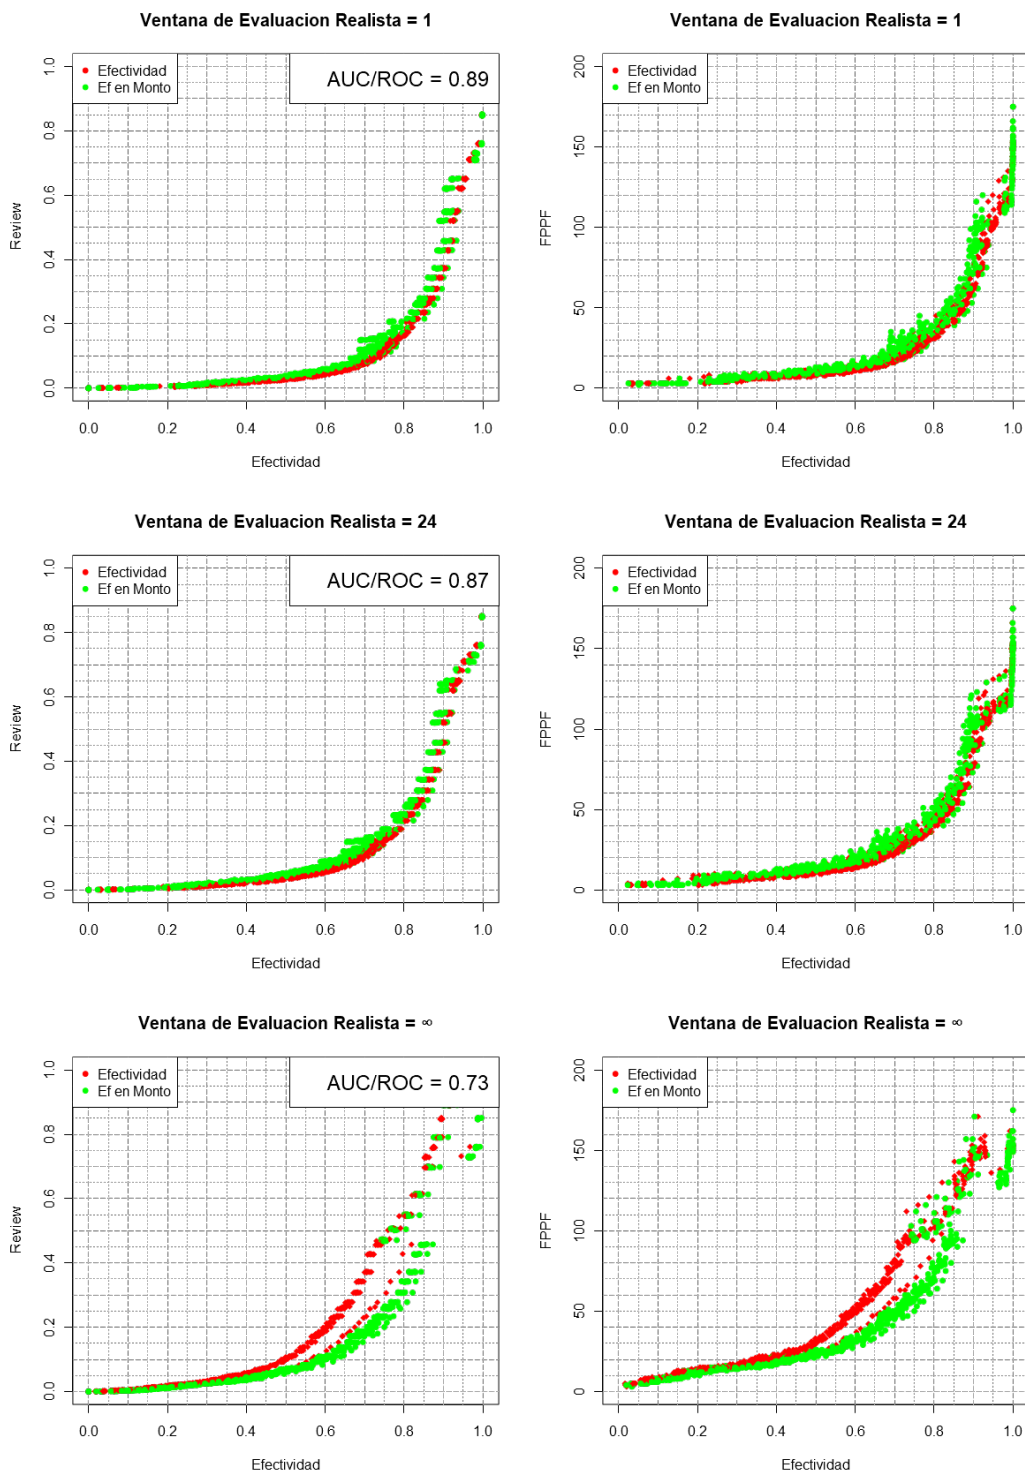 Ventana de Evaluacion Realista = 1
Efectividad
Ef en Monto
AUC/ROC = 0.89
Review
0.0 0.2 0.4 0.6 0.8 1.0
0.0 0.2 0.4 0.6 0.8 1.0
Efectividad
Ventana de Evaluacion Realista = 1
Efectividad
Ef en Monto
FPPF
0 50 100 150 200
0.0 0.2 0.4 0.6 0.8 1.0
Efectividad
Ventana de Evaluacion Realista = 24
Efectividad
Ef en Monto
AUC/ROC = 0.87
Review
0.0 0.2 0.4 0.6 0.8 1.0
0.0 0.2 0.4 0.6 0.8 1.0
Efectividad
Ventana de Evaluacion Realista = 24
Efectividad
Ef en Monto
FPPF
0 50 100 150 200
0.0 0.2 0.4 0.6 0.8 1.0
Efectividad
Ventana de Evaluacion Realista = ∞
Efectividad
Ef en Monto
AUC/ROC = 0.73
Review
0.0 0.2 0.4 0.6 0.8 1.0
0.0 0.2 0.4 0.6 0.8 1.0
Efectividad
Ventana de Evaluacion Realista = ∞
Efectividad
Ef en Monto
FPPF
0 50 100 150 200
0.0 0.2 0.4 0.6 0.8 1.0
Efectividad